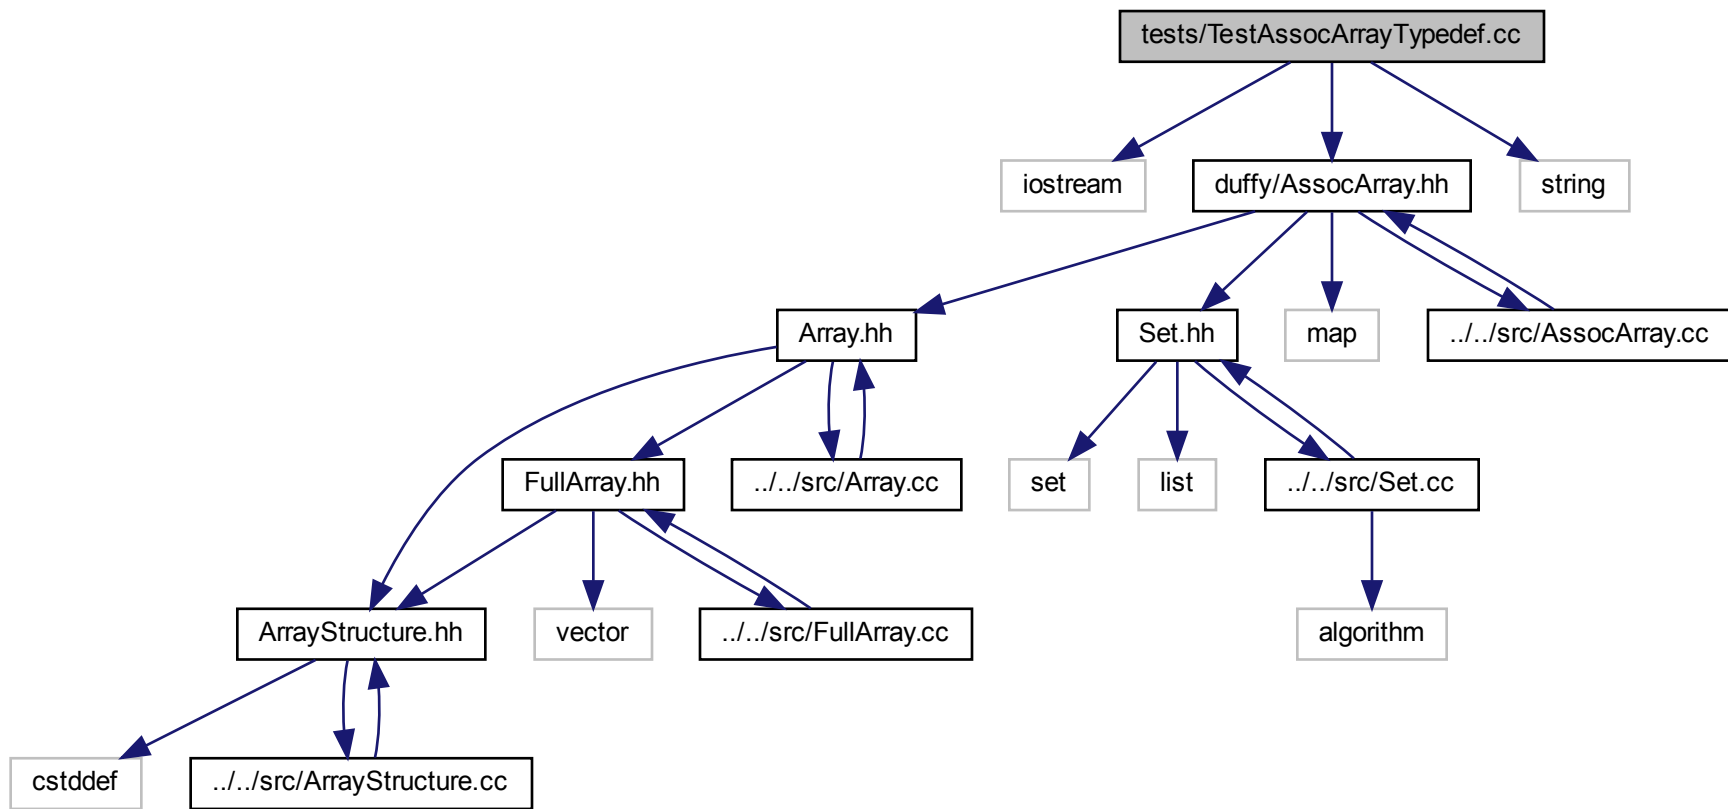 tests/TestAssocArrayTypedef.cc
iostream
duffy/AssocArray.hh
string
Array.hh
Set.hh
map
../../src/AssocArray.cc
FullArray.hh
../../src/Array.cc
set
list
../../src/Set.cc
ArrayStructure.hh
vector
../../src/FullArray.cc
algorithm
cstddef
../../src/ArrayStructure.cc